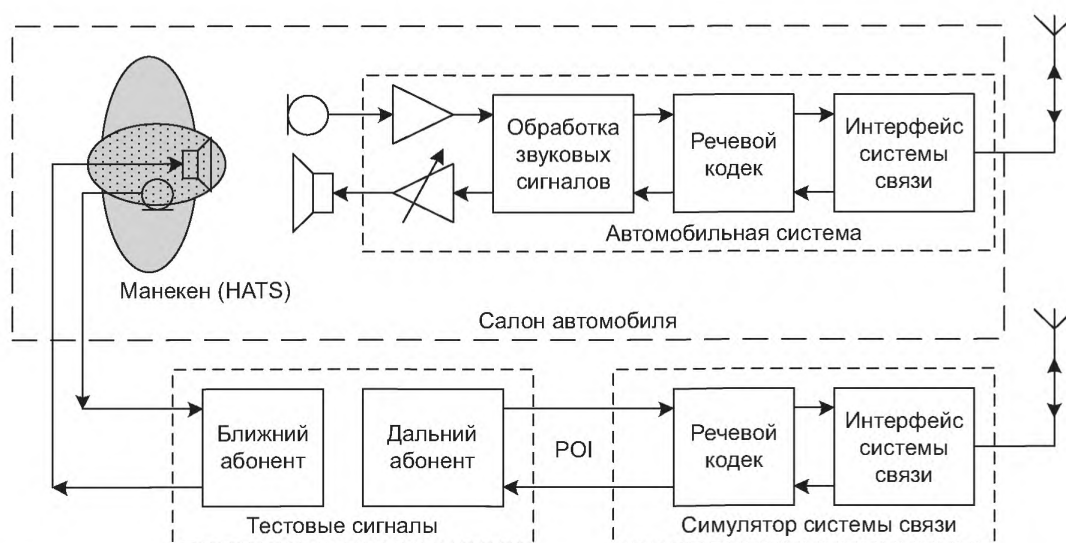 Обработка
звуковых
сигналов
Речевой
кодек
Интерфейс
системы
связи
Автомобильная система
Манекен (HATS)
Салон автомобиля
Ближний
абонент
Дальний
абонент
POI
Речевой
кодек
Интерфейс
системы
связи
Тестовые сигналы
Симулятор системы связи